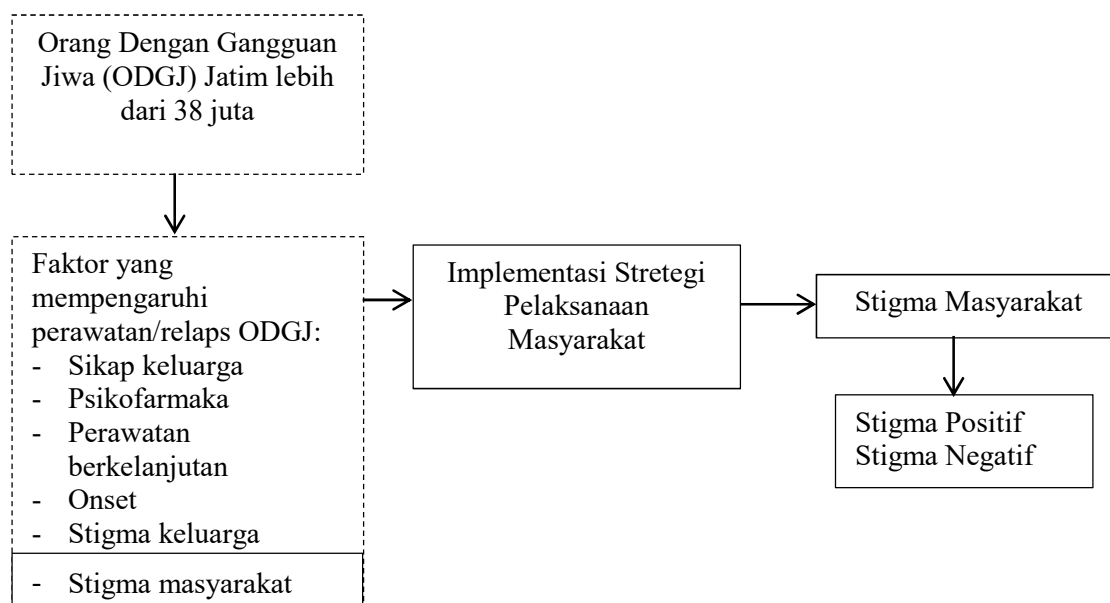 Orang Dengan Gangguan
Jiwa (ODGJ) Jatim lebih
dari 38 juta
Faktor yang
mempengaruhi
perawatan/relaps ODGJ:
- Sikap keluarga
- Psikofarmaka
- Perawatan
berkelanjutan
- Onset
- Stigma keluarga
- Stigma masyarakat
Implementasi Stretegi
Pelaksanaan
Masyarakat
Stigma Masyarakat
Stigma Positif
Stigma Negatif